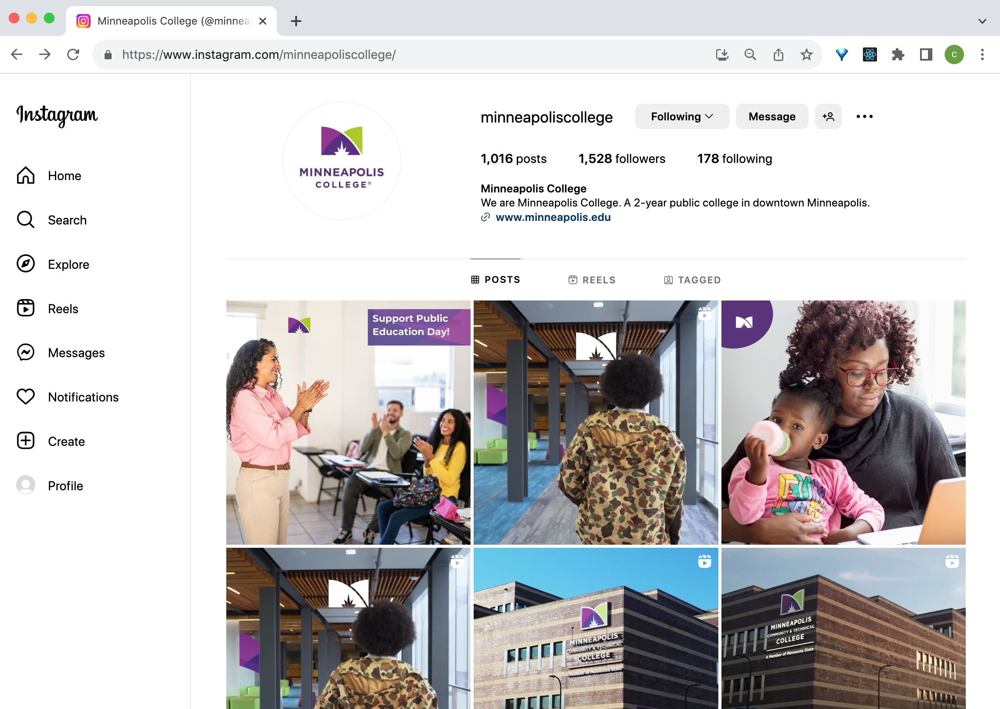 Minneapolis College (@minnea
https://www.instagram.com/minneapoliscollege/
C
Instagram
Home
Search
Explore
Reels
Messages
Notifications
Create
Profile
MINNEAPOLIS
COLLEGE®
minneapoliscollege
Following
Message
1,016 posts 1,528 followers 178 following
Minneapolis College
We are Minneapolis College. A 2-year public college in downtown Minneapolis.
www.minneapolis.edu
POSTS REELS TAGGED
Support Public
Education Day!
®
®
MINNEAPOLIS
COMMUNITY & TECHNICAL
COLLEGE
A Member of Minnesota State
MINNEAPOLIS
COMMUNITY & TECHNICAL
COLLEGE
A Member of Minnesota State